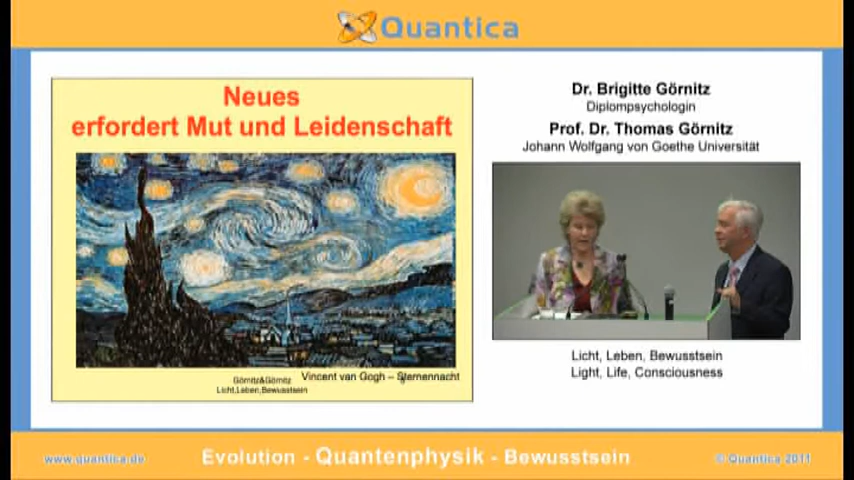 Quantica
Neues
erfordert Mut und Leidenschaft
Vincent van Gogh – Sternennacht
Görnitz&Görnitz
Licht,Leben,Bewusstsein
Dr. Brigitte Görnitz
Diplompsychologin
Prof. Dr. Thomas Görnitz
Johann Wolfgang von Goethe Universität
Licht, Leben, Bewusstsein
Light, Life, Consciousness
www.quantica.de
Evolution - Quantenphysik - Bewusstsein
© Quantica 2011